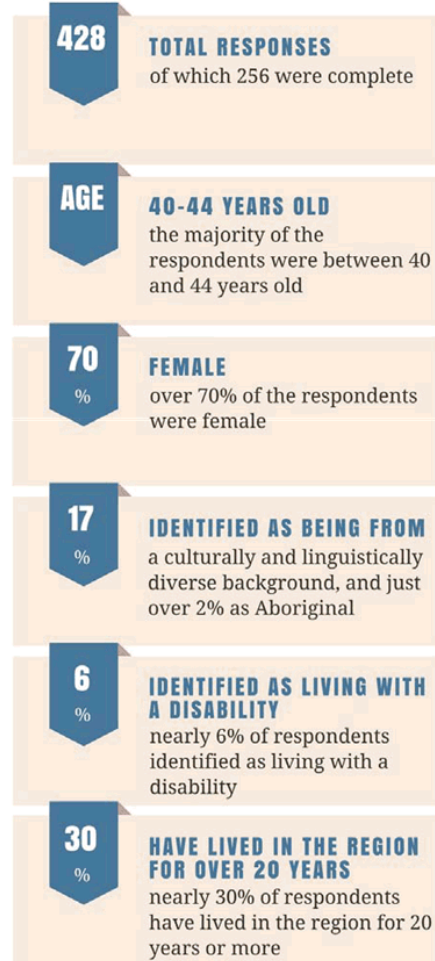 428
TOTAL RESPONSES
of which 256 were complete
AGE
40-44 YEARS OLD
the majority of the
respondents were between 40
and 44 years old
70
%
FEMALE
over 70% of the respondents
were female
17
%
IDENTIFIED AS BEING FROM
a culturally and linguistically
diverse background, and just
over 2% as Aboriginal
6
%
IDENTIFIED AS LIVING WITH
A DISABILITY
nearly 6% of respondents
identified as living with a
disability
30
%
HAVE LIVED IN THE REGION
FOR OVER 20 YEARS
nearly 30% of respondents
have lived in the region for 20
years or more